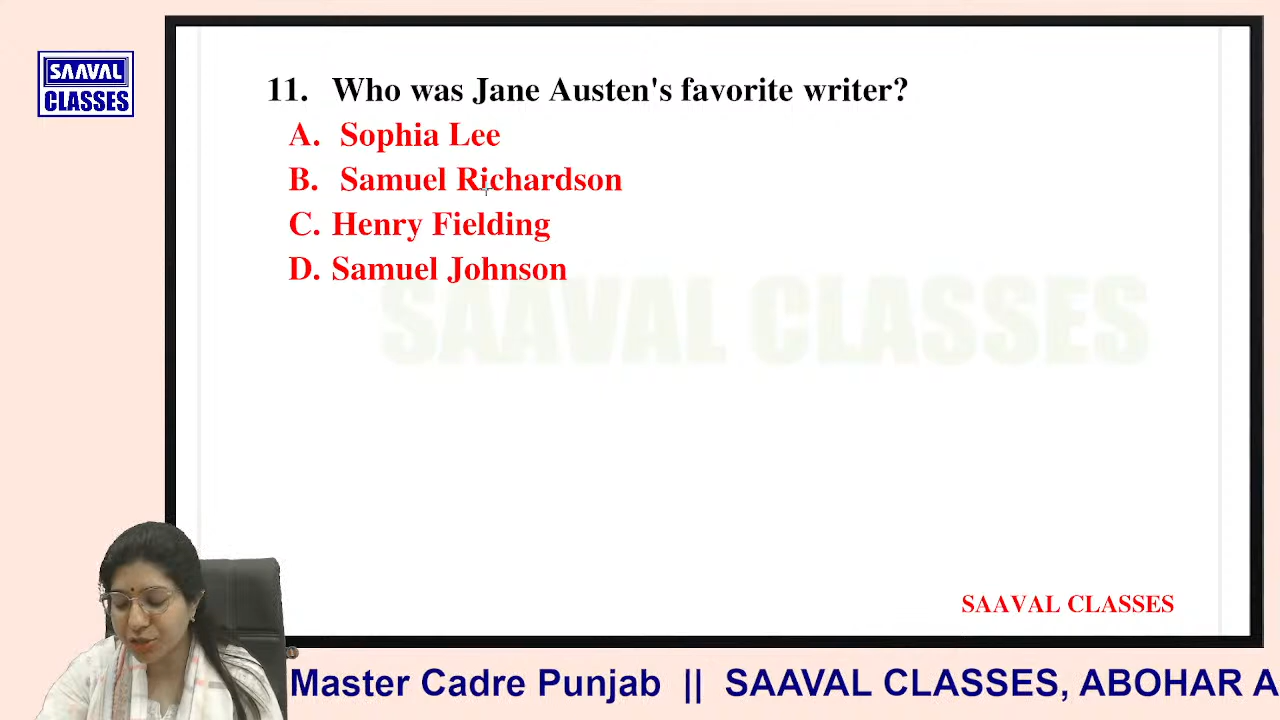 SAAVAL
CLASSES
11. Who was Jane Austen's favorite writer?
A. Sophia Lee
B. Samuel Richardson
C. Henry Fielding
D. Samuel Johnson
SAAVAL CLASSES
SAAVAL CLASSES
Master Cadre Punjab || SAAVAL CLASSES, ABOHAR A